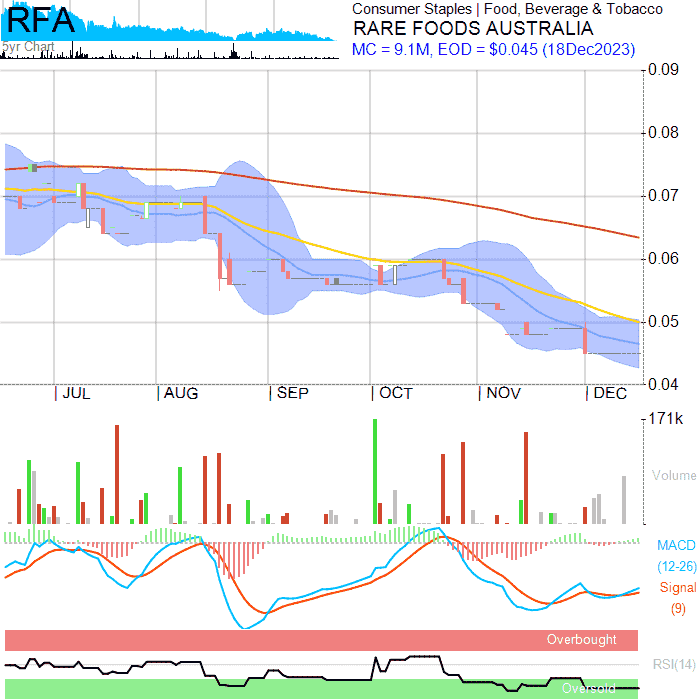 RFA
Consumer Staples | Food, Beverage & Tobacco
RARE FOODS AUSTRALIA
5yr Chart
MC = 9.1M, EOD = $0.045 (18Dec2023)
0.09
0.08
0.07
0.06
0.05
0.04
JUL AUG SEP OCT NOV DEC
171k
Volume
MACD
(12-26)
Signal
(9)
Overbought
RSI(14)
Oversold